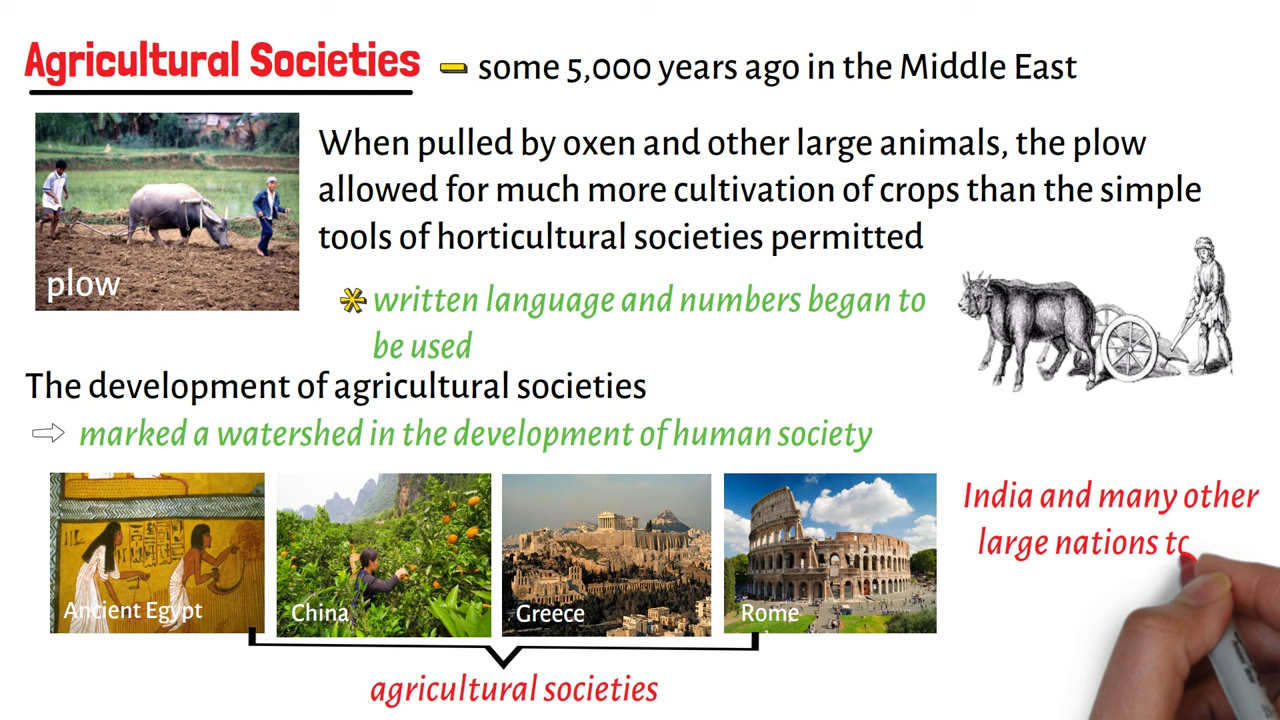 Agricultural Societies - some 5,000 years ago in the Middle East
When pulled by oxen and other large animals, the plow
allowed for much more cultivation of crops than the simple
tools of horticultural societies permitted
plow
* written language and numbers began to
be used
The development of agricultural societies
⇨ marked a watershed in the development of human society
Ancient Egypt
China
Greece
Rome
India and many other
large nations
agricultural societies